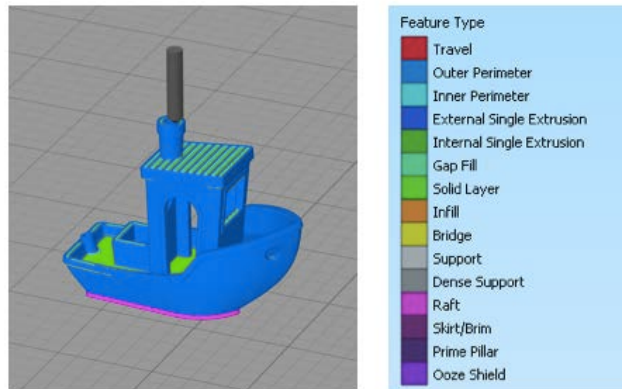 Feature Type
Travel
Outer Perimeter
Inner Perimeter
External Single Extrusion
Internal Single Extrusion
Gap Fill
Solid Layer
Infill
Bridge
Support
Dense Support
Raft
Skirt/Brim
Prime Pillar
Ooze Shield